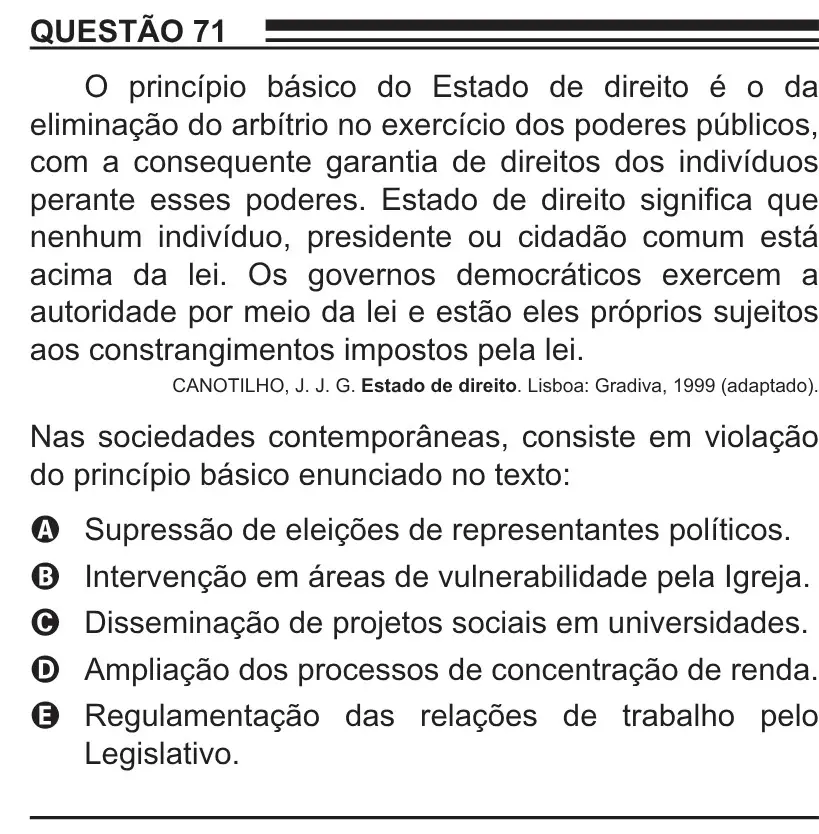 QUESTÃO 71
O princípio básico do Estado de direito é o da
eliminação do arbítrio no exercício dos poderes públicos,
com a consequente garantia de direitos dos indivíduos
perante esses poderes. Estado de direito significa que
nenhum indivíduo, presidente ou cidadão comum está
acima da lei. Os governos democráticos exercem a
autoridade por meio da lei e estão eles próprios sujeitos
aos constrangimentos impostos pela lei.
CANOTILHO, J. J. G. Estado de direito. Lisboa: Gradiva, 1999 (adaptado).
Nas sociedades contemporâneas, consiste em violação
do princípio básico enunciado no texto:
A Supressão de eleições de representantes políticos.
B Intervenção em áreas de vulnerabilidade pela Igreja.
C Disseminação de projetos sociais em universidades.
D Ampliação dos processos de concentração de renda.
E Regulamentação das relações de trabalho pelo
Legislativo.